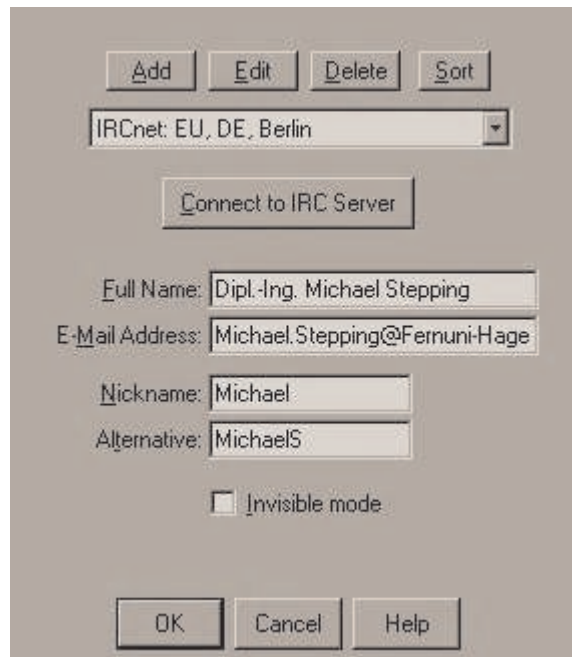 Add Edit Delete Sort
IRCnet: EU, DE, Berlin
Connect to IRC Server
Full Name: Dipl.-Ing. Michael Stepping
E-Mail Address: Michael.Stepping@Fernuni-Hage
Nickname: Michael
Alternative: MichaelS
Invisible mode
OK Cancel Help